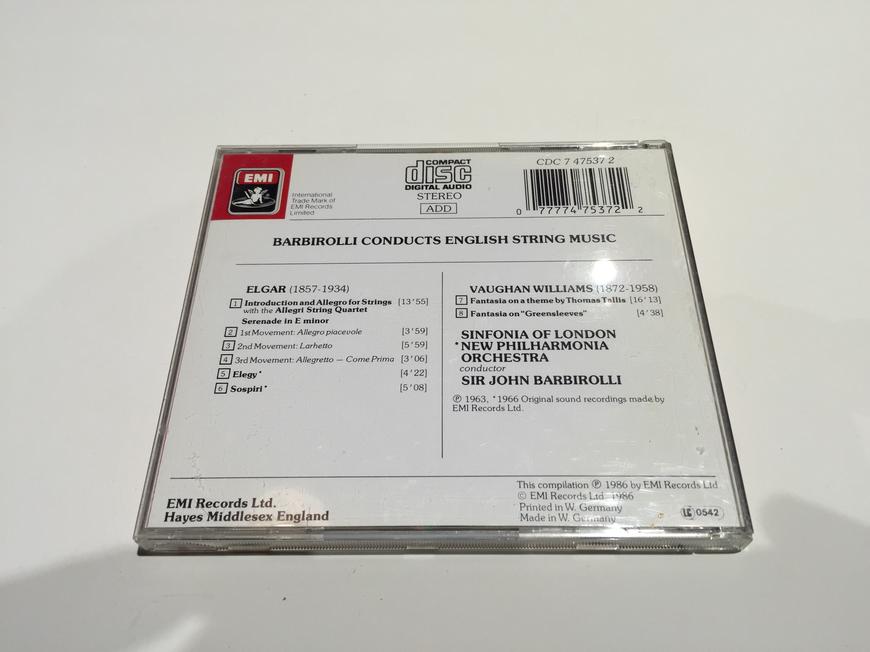 EMI
International
Trade Mark of
EMI Records
Limited
COMPACT
disc
DIGITAL AUDIO
STEREO
ADD
CDC 7 47537 2
0 77774 75372 2
BARBIROLLI CONDUCTS ENGLISH STRING MUSIC
ELGAR (1857-1934)
1 Introduction and Allegro for Strings [13'55]
with the Allegri String Quartet
Serenade in E minor
2 1st Movement: Allegro piacevole [3'59]
3 2nd Movement: Larhetto [5'59]
4 3rd Movement: Allegretto — Come Prima [3'06]
5 Elegy* [4'22]
6 Sospiri* [5'08]
VAUGHAN WILLIAMS (1872-1958)
7 Fantasia on a theme by Thomas Tallis [16'13]
8 Fantasia on "Greensleeves" [4'38]
SINFONIA OF LONDON
*NEW PHILHARMONIA
ORCHESTRA
conductor
SIR JOHN BARBIROLLI
℗ 1963, *1966 Original sound recordings made by
EMI Records Ltd.
EMI Records Ltd.
Hayes Middlesex England
This compilation ℗ 1986 by EMI Records Ltd
© EMI Records Ltd. 1986
Printed in W. Germany
Made in W. Germany
LC 0542